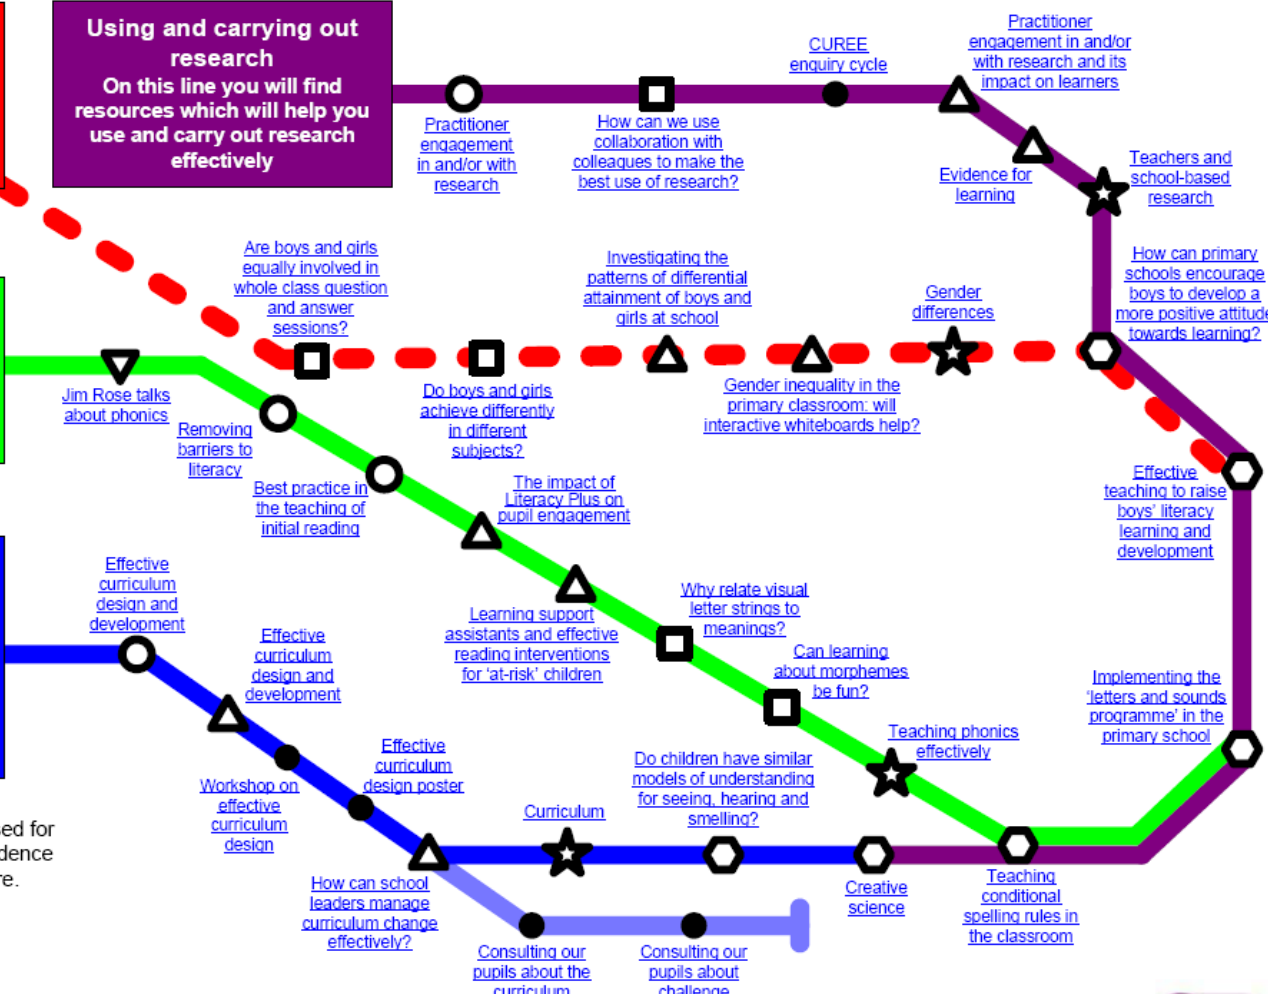 Using and carrying out
research
On this line you will find
resources which will help you
use and carry out research
effectively
Practitioner
engagement
in and/or with
research
How can we use
collaboration with
colleagues to make the
best use of research?
CUREE
enquiry cycle
Practitioner
engagement in and/or
with research and its
impact on learners
Evidence for
learning
Teachers and
school-based
research
How can primary
schools encourage
boys to develop a
more positive attitude
towards learning?
Are boys and girls
equally involved in
whole class question
and answer
sessions?
Do boys and girls
achieve differently
in different
subjects?
Investigating the
patterns of differential
attainment of boys and
girls at school
Gender inequality in the
primary classroom: will
interactive whiteboards help?
Gender
differences
Effective
teaching to raise
boys' literacy
learning and
development
Jim Rose talks
about phonics
Removing
barriers to
literacy
Best practice in
the teaching of
initial reading
The impact of
Literacy Plus on
pupil engagement
Learning support
assistants and effective
reading interventions
for 'at-risk' children
Why relate visual
letter strings to
meanings?
Can learning
about morphemes
be fun?
Teaching phonics
effectively
Implementing the
'letters and sounds
programme' in the
primary school
Effective
curriculum
design and
development
Effective
curriculum
design and
development
Workshop on
effective
curriculum
design
Effective
curriculum
design poster
How can school
leaders manage
curriculum change
effectively?
Curriculum
Do children have similar
models of understanding
for seeing, hearing and
smelling?
Creative
science
Teaching
conditional
spelling rules in
the classroom
Consulting our
pupils about the
curriculum
Consulting our
pupils about
challenge
for